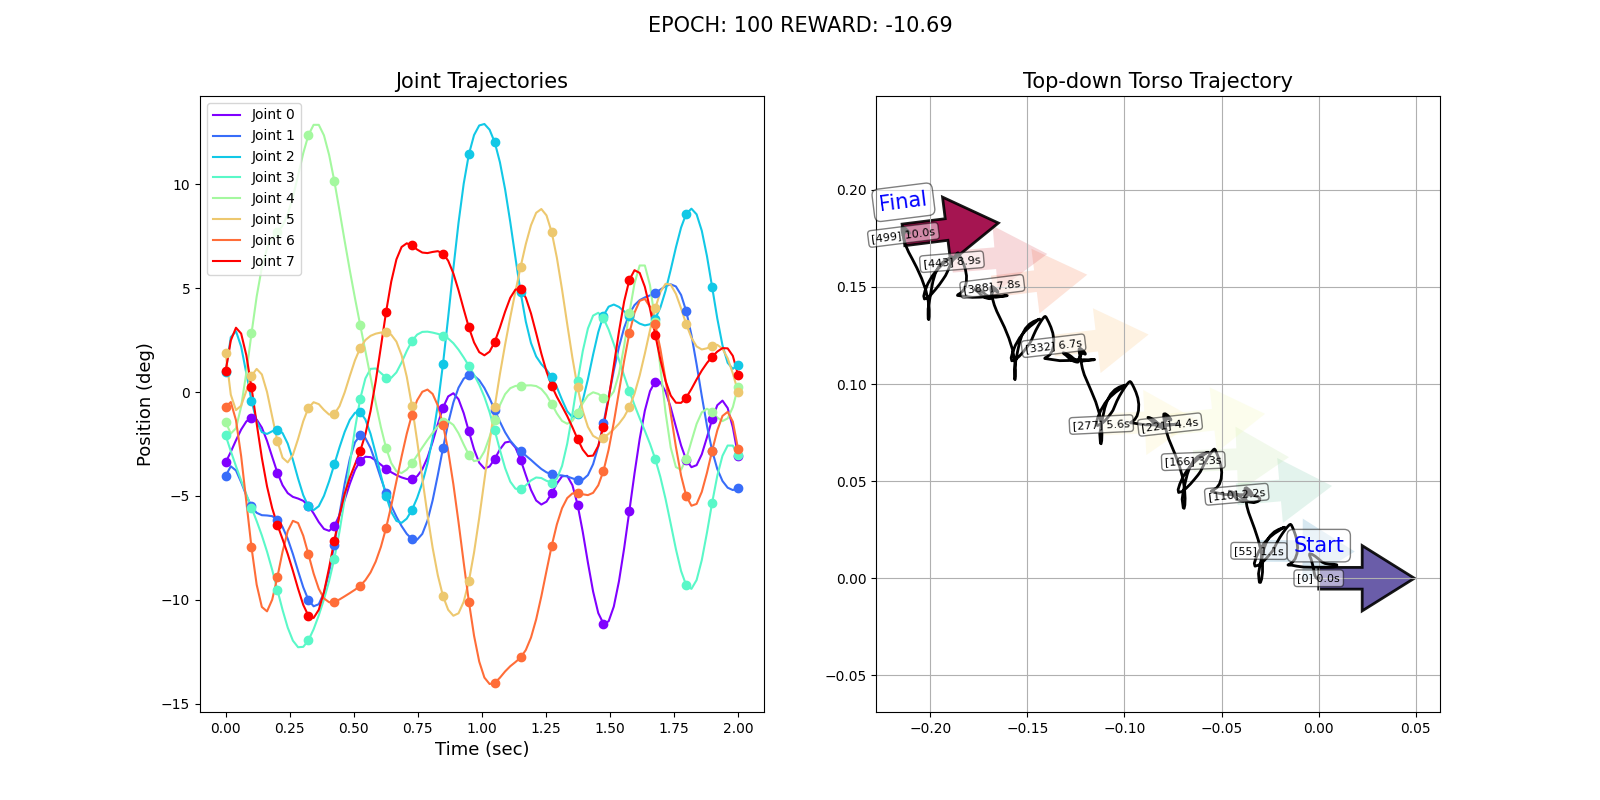 EPOCH: 100 REWARD: -10.69
Joint Trajectories
Joint 0
Joint 1
Joint 2
Joint 3
Joint 4
Joint 5
Joint 6
Joint 7
10
5
0
−5
−10
−15
Position (deg)
0.00 0.25 0.50 0.75 1.00 1.25 1.50 1.75 2.00
Time (sec)
Top-down Torso Trajectory
0.20
0.15
0.10
0.05
0.00
−0.05
Final
[499] 10.0s
[443] 8.9s
[388] 7.8s
[332] 6.7s
[277] 5.6s
[221] 4.4s
[166] 3.3s
[110] 2.2s
[55] 1.1s
Start
[0] 0.0s
−0.20 −0.15 −0.10 −0.05 0.00 0.05